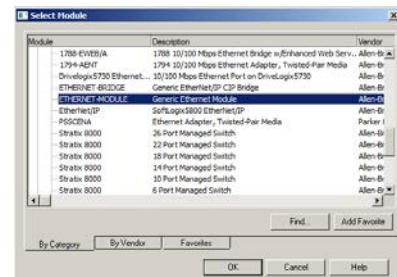 Select Module
Module Description Vendor
1788-EWEB/A 1788 10/100 Mbps Ethernet Bridge w/Enhanced Web Serv... Allen-Br
1794-AENT 1794 10/100 Mbps Ethernet Adapter, Twisted-Pair Media Allen-Br
Drivelogix5730 Ethernet... 10/100 Mbps Ethernet Port on DriveLogix5730 Allen-Br
ETHERNET-BRIDGE Generic EtherNet/IP CIP Bridge Allen-Br
ETHERNET-MODULE Generic Ethernet Module Allen-Br
EtherNet/IP SoftLogix5800 EtherNet/IP Allen-Br
PSSCENA Ethernet Adapter, Twisted-Pair Media Parker
Stratix 8000 26 Port Managed Switch Allen-Br
Stratix 8000 22 Port Managed Switch Allen-Br
Stratix 8000 18 Port Managed Switch Allen-Br
Stratix 8000 14 Port Managed Switch Allen-Br
Stratix 8000 10 Port Managed Switch Allen-Br
Stratix 8000 6 Port Managed Switch Allen-Br
Find... Add Favorite
By Category By Vendor Favorites
OK Cancel Help